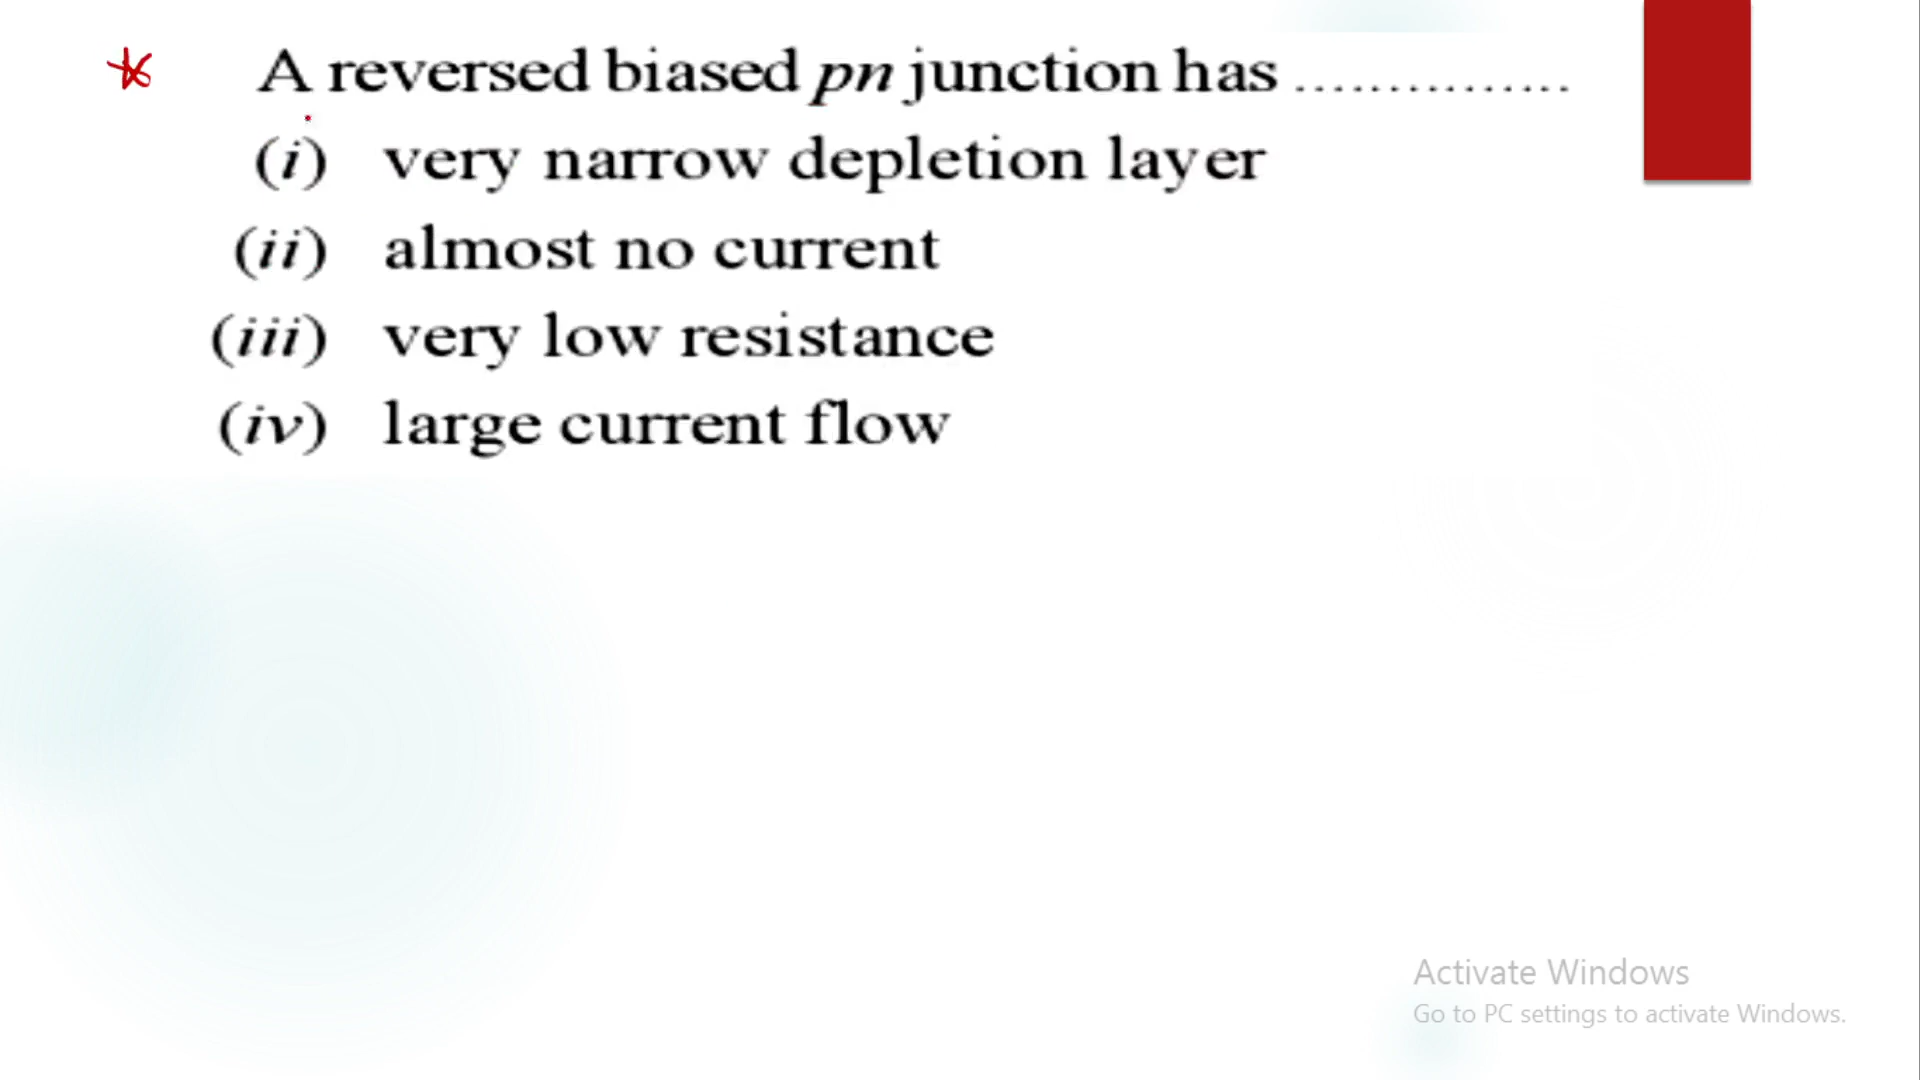 A reversed biased pn junction has ...............
(i) very narrow depletion layer
(ii) almost no current
(iii) very low resistance
(iv) large current flow
Activate Windows
Go to PC settings to activate Windows.